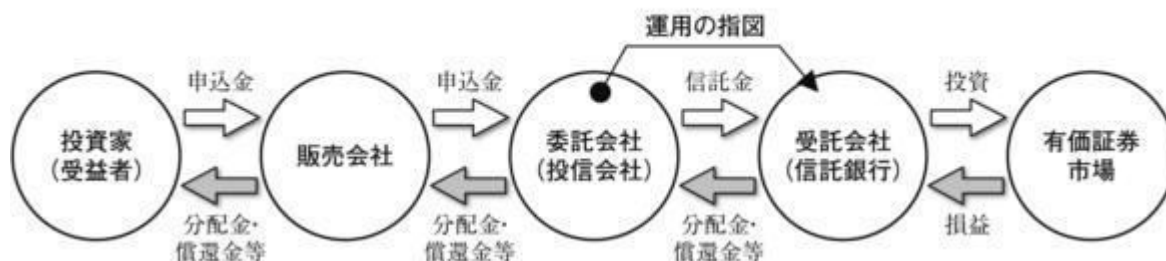 運用の指図
申込金
申込金
信託金
投資
投資家
(受益者)
販売会社
委託会社
(投信会社)
受託会社
(信託銀行)
有価証券
市場
分配金・
償還金等
分配金・
償還金等
分配金・
償還金等
損益